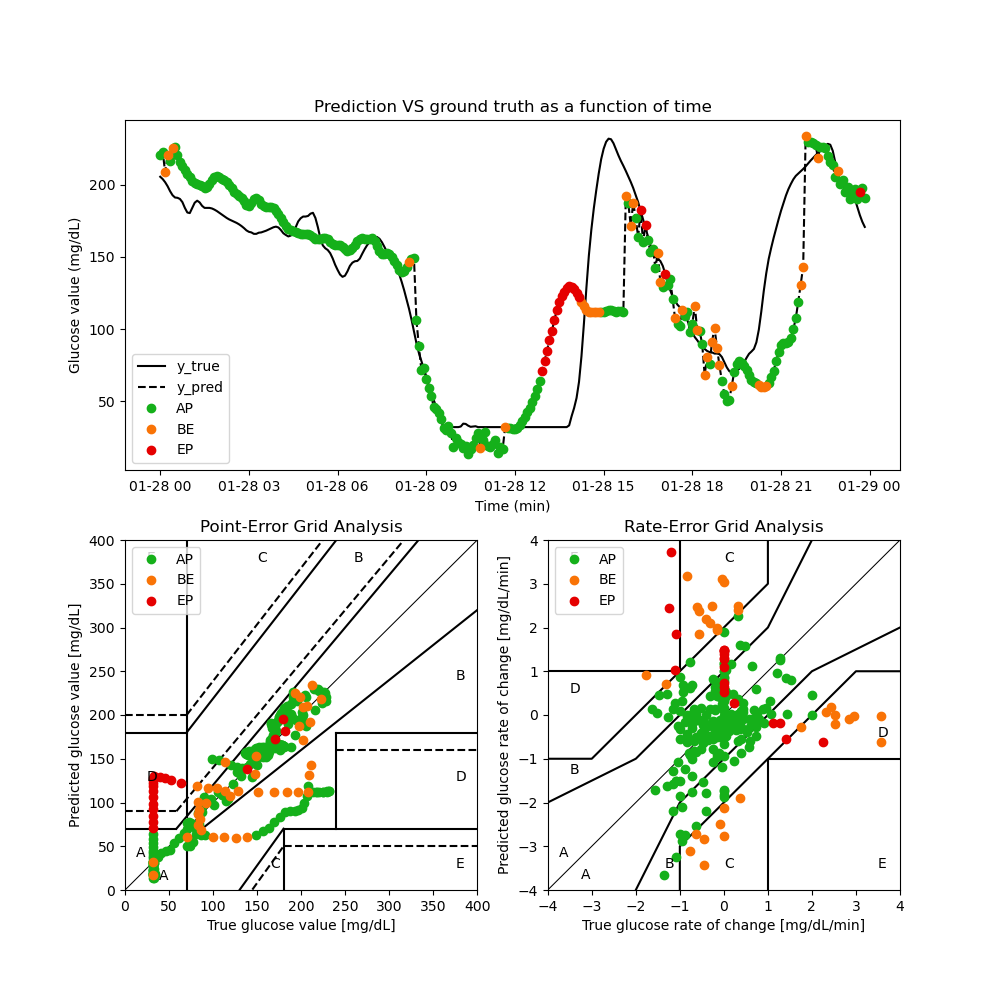 Prediction VS ground truth as a function of time
Glucose value (mg/dL)
200
150
100
50
y_true
y_pred
AP
BE
EP
01-28 00 01-28 03 01-28 06 01-28 09 01-28 12 01-28 15 01-28 18 01-28 21 01-29 00
Time (min)
Point-Error Grid Analysis
Predicted glucose value [mg/dL]
400
350
300
250
200
150
100
50
0
AP
BE
EP
C
B
B
D
D
A
A
C
E
0 50 100 150 200 250 300 350 400
True glucose value [mg/dL]
Rate-Error Grid Analysis
Predicted glucose rate of change [mg/dL/min]
4
3
2
1
0
−1
−2
−3
−4
AP
BE
EP
C
D
D
B
A
A
B
C
E
−4 −3 −2 −1 0 1 2 3 4
True glucose rate of change [mg/dL/min]